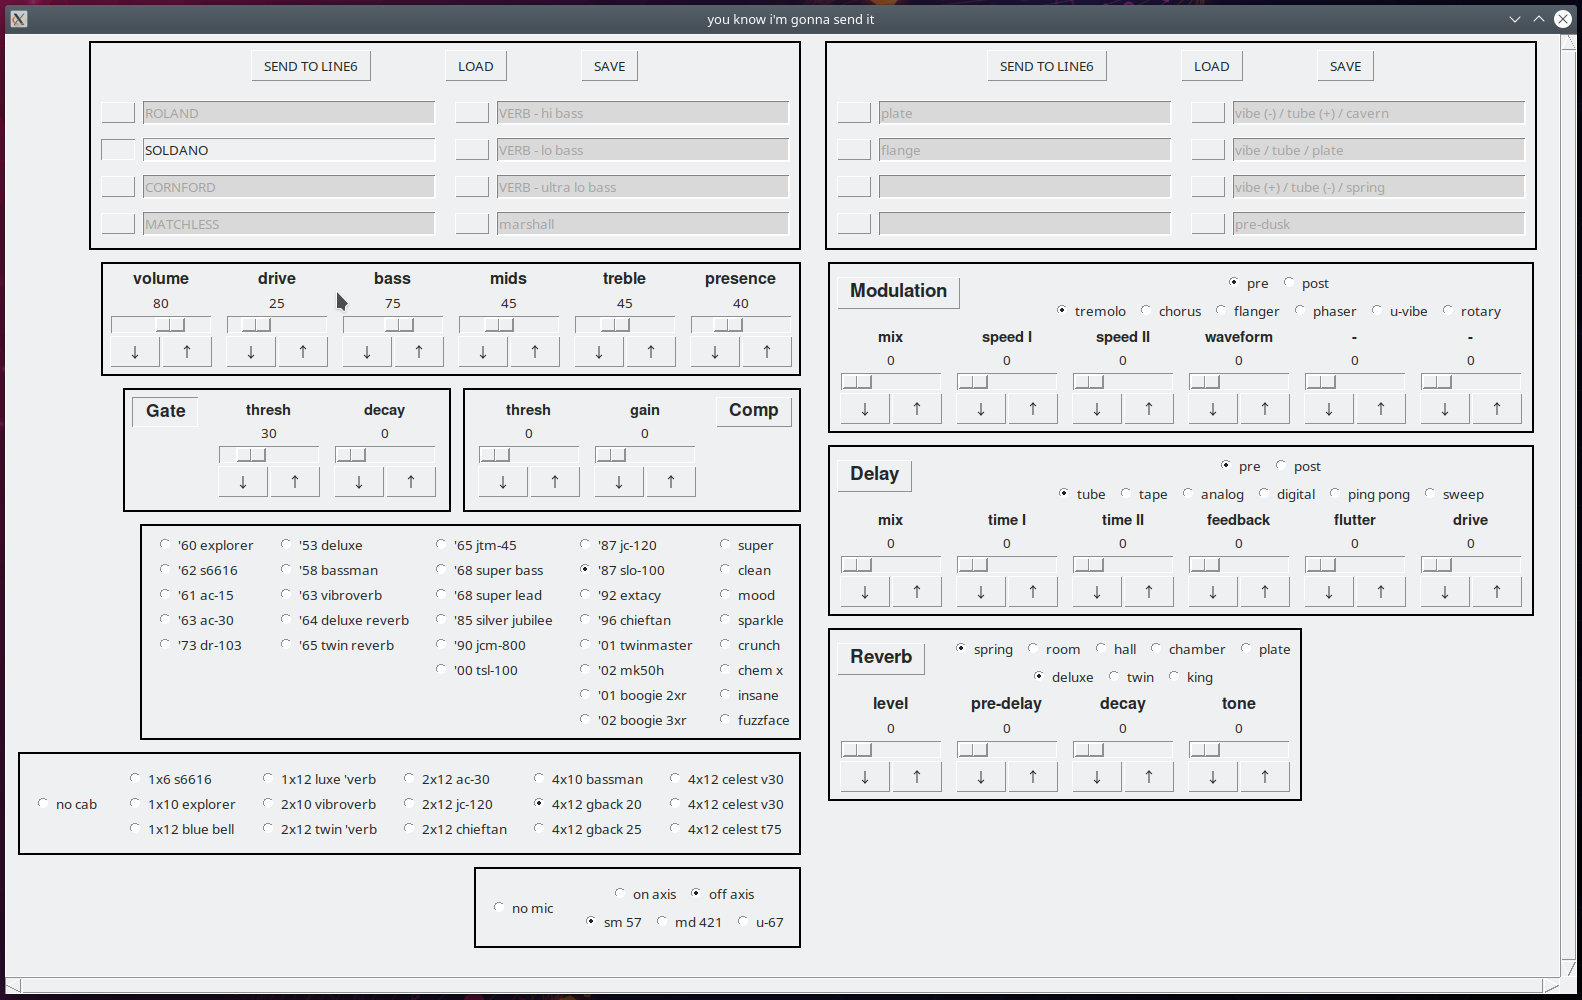 you know i'm gonna send it
SEND TO LINE6 LOAD SAVE
ROLAND VERB - hi bass
SOLDANO VERB - lo bass
CORNFORD VERB - ultra lo bass
MATCHLESS marshall
volume drive bass mids treble presence
80 25 75 45 45 40
↓ ↑ ↓ ↑ ↓ ↑ ↓ ↑ ↓ ↑ ↓ ↑
Gate thresh decay
30 0
↓ ↑ ↓ ↑
thresh gain Comp
0 0
↓ ↑ ↓ ↑
'60 explorer '53 deluxe '65 jtm-45 '87 jc-120 super
'62 s6616 '58 bassman '68 super bass '87 slo-100 clean
'61 ac-15 '63 vibroverb '68 super lead '92 extacy mood
'63 ac-30 '64 deluxe reverb '85 silver jubilee '96 chieftan sparkle
'73 dr-103 '65 twin reverb '90 jcm-800 '01 twinmaster crunch
'00 tsl-100 '02 mk50h chem x
'01 boogie 2xr insane
'02 boogie 3xr fuzzface
1x6 s6616 1x12 luxe 'verb 2x12 ac-30 4x10 bassman 4x12 celest v30
no cab 1x10 explorer 2x10 vibroverb 2x12 jc-120 4x12 gback 20 4x12 celest v30
1x12 blue bell 2x12 twin 'verb 2x12 chieftan 4x12 gback 25 4x12 celest t75
on axis off axis
no mic
sm 57 md 421 u-67
SEND TO LINE6 LOAD SAVE
plate vibe (-) / tube (+) / cavern
flange vibe / tube / plate
vibe (+) / tube (-) / spring
pre-dusk
Modulation pre post
tremolo chorus flanger phaser u-vibe rotary
mix speed I speed II waveform - -
0 0 0 0 0 0
↓ ↑ ↓ ↑ ↓ ↑ ↓ ↑ ↓ ↑ ↓ ↑
Delay pre post
tube tape analog digital ping pong sweep
mix time I time II feedback flutter drive
0 0 0 0 0 0
↓ ↑ ↓ ↑ ↓ ↑ ↓ ↑ ↓ ↑ ↓ ↑
Reverb spring room hall chamber plate
deluxe twin king
level pre-delay decay tone
0 0 0 0
↓ ↑ ↓ ↑ ↓ ↑ ↓ ↑